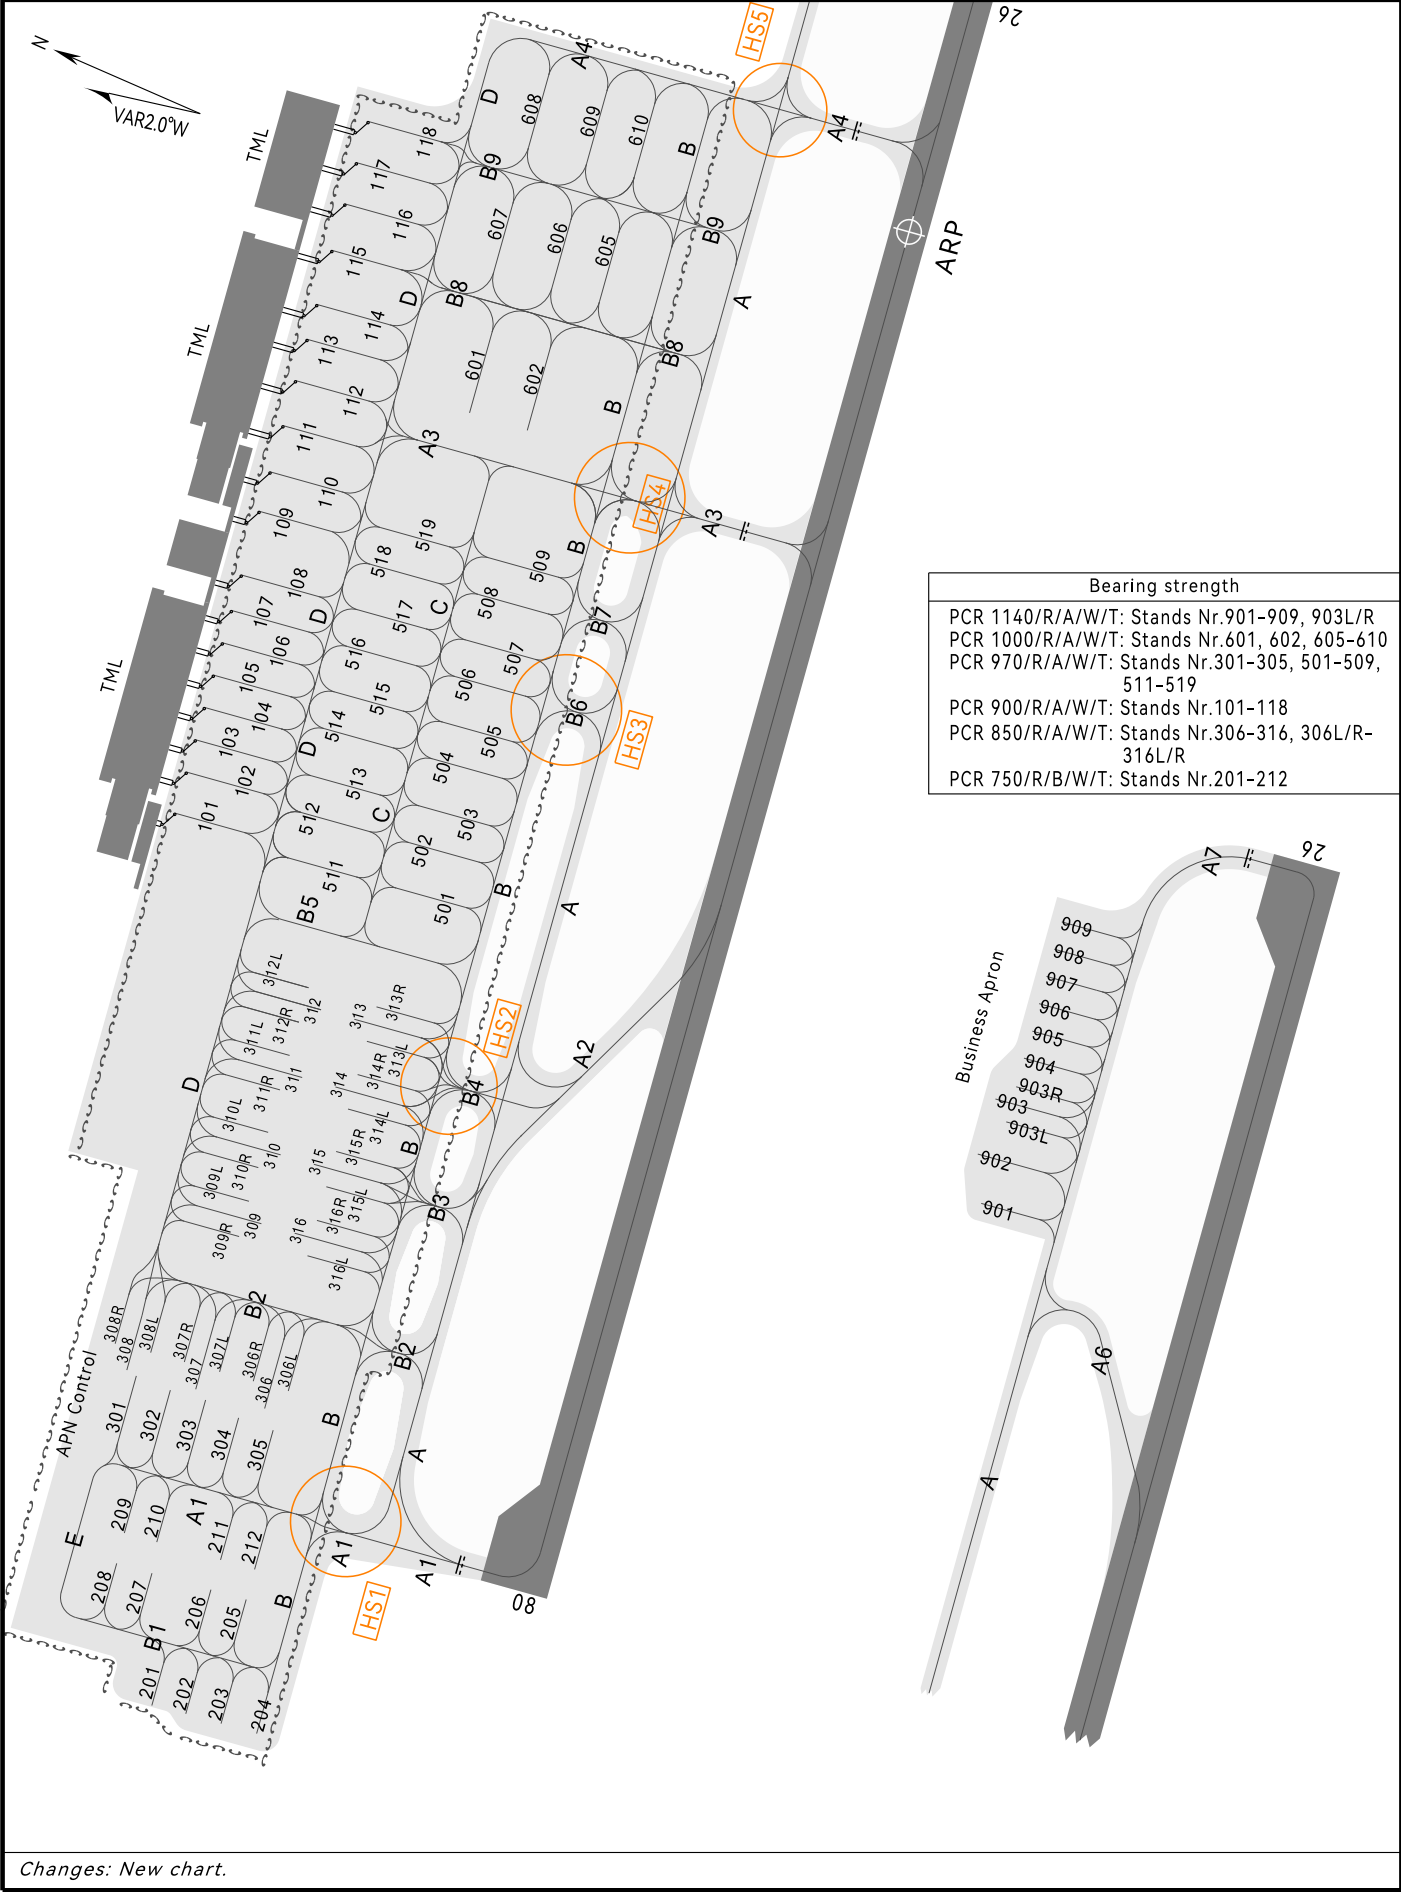 N
VAR2.0°W
26
HS5
A4
D
608
609
610
B
A4
TML
118
117
116
115
114
113
112
111
110
109
108
107
106
105
104
103
102
101
B9
607
606
605
B9
ARP
D
B8
A
TML
601
602
B8
B
A3
HS4
A3
519
518
517
516
515
514
513
512
511
C
509
508
507
506
505
504
503
502
501
B
D
B7
B6
HS3
TML
D
C
B
A
B5
Bearing strength
PCR 1140/R/A/W/T: Stands Nr.901-909, 903L/R
PCR 1000/R/A/W/T: Stands Nr.601, 602, 605-610
PCR 970/R/A/W/T: Stands Nr.301-305, 501-509,
511-519
PCR 900/R/A/W/T: Stands Nr.101-118
PCR 850/R/A/W/T: Stands Nr.306-316, 306L/R-
316L/R
PCR 750/R/B/W/T: Stands Nr.201-212
312L
312
312R
311L
311
311R
310L
310
310R
309L
309
309R
313R
313
313L
314R
314
314L
315R
315
315L
316R
316
316L
D
HS2
B4
A2
B
B3
B2
B2
308R
308
308L
307R
307
307L
306R
306
306L
APN Control
301
302
303
304
305
B
A
E
209
210
A1
211
212
A1
A1
HS1
08
208
207
206
205
B
B1
201
202
203
204
26
A7
Business Apron
909
908
907
906
905
904
903R
903
903L
902
901
A6
A
Changes: New chart.